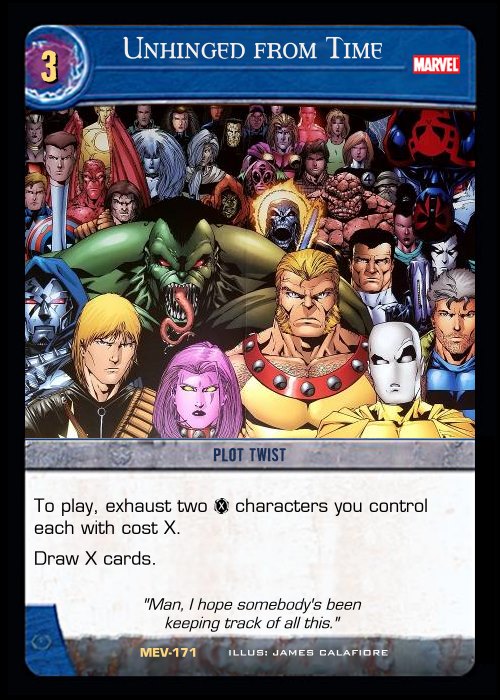 3
UNHINGED FROM TIME
MARVEL
PLOT TWIST
To play, exhaust two X characters you control
each with cost X.
Draw X cards.
"Man, I hope somebody's been
keeping track of all this."
MEV-171 ILLUS: JAMES CALAFIORE